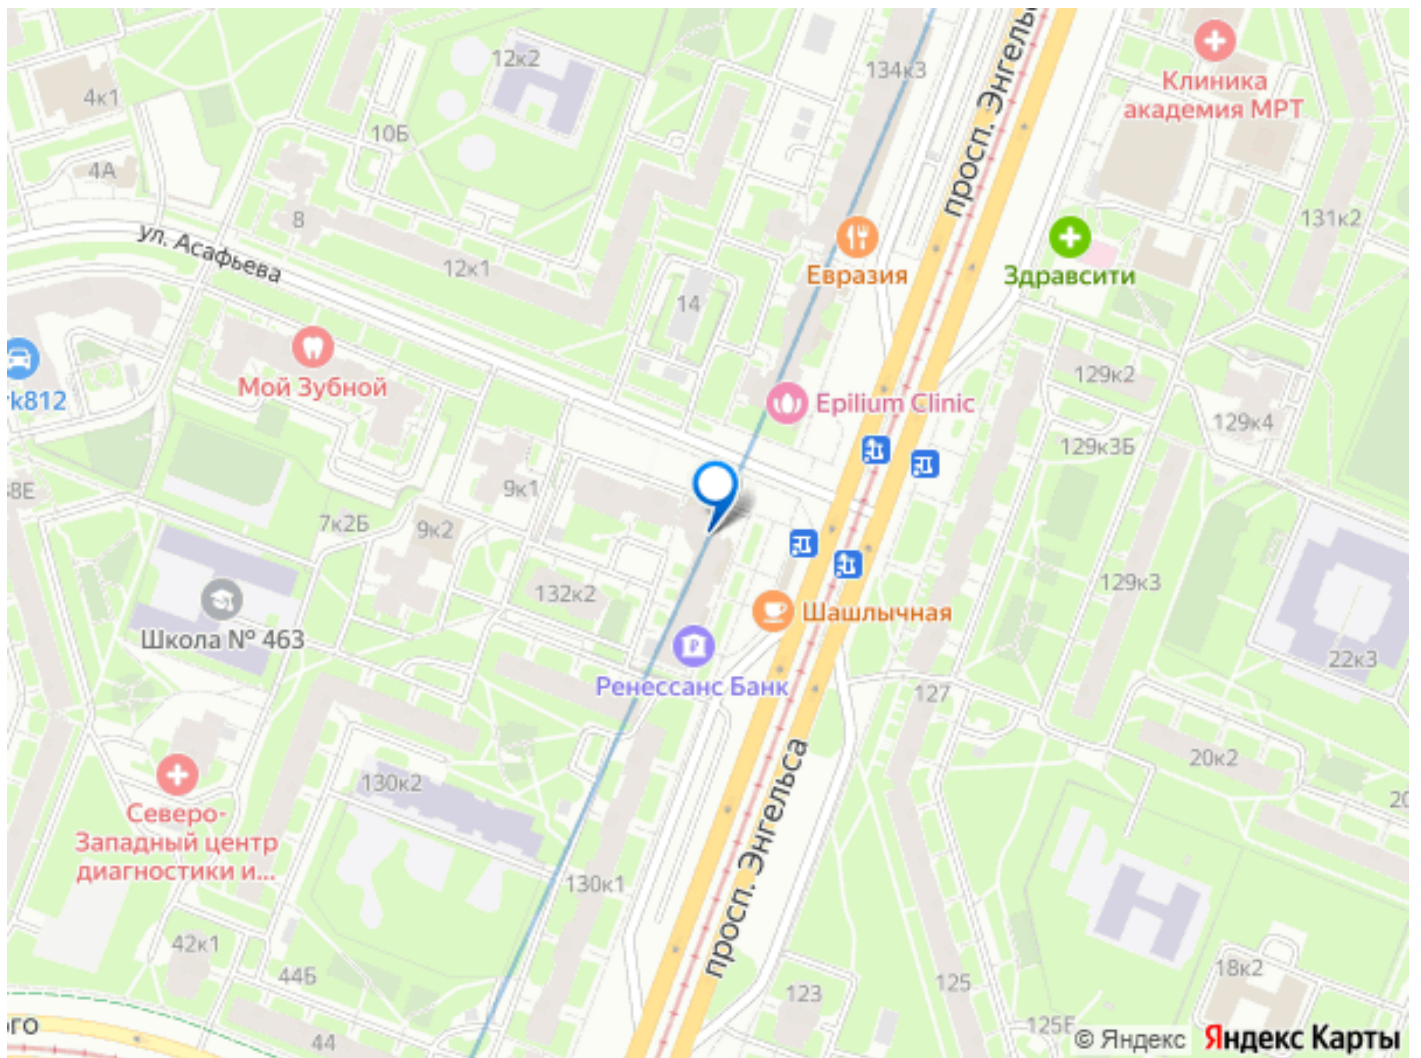 12к2
134к3
просп. Энгельса
Клиника
академия МРТ
4к1
10Б
4А
8
131к2
ул. Асафьева
12к1
Евразия
Здравсити
14
Мой Зубной
rk812
Epilium Clinic
129к2
129к4
129к3Б
9к1
7к2Б
9к2
132к2
129к3
Школа № 463
Шашлычная
22к3
Ренессанс Банк
127
20к2
просп. Энгельса
130к2
Северо-
Западный центр
диагностики и...
20
130к1
42к1
44Б
18к2
125
123
125Е
44
ого
© Яндекс Яндекс Карты